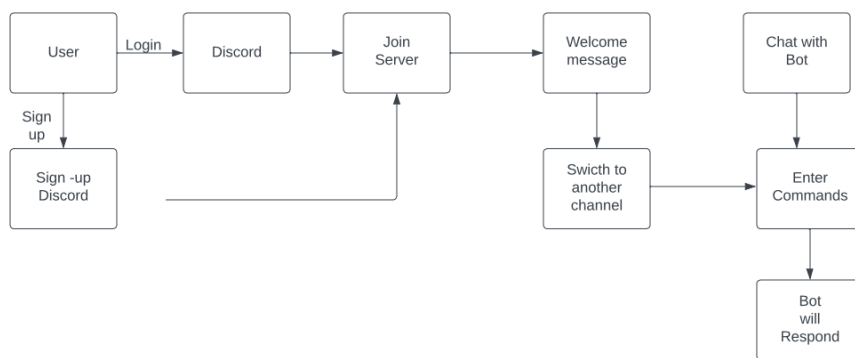 User
Login
Discord
Join
Server
Welcome
message
Chat with
Bot
Sign
up
Sign -up
Discord
Swicth to
another
channel
Enter
Commands
Bot
will
Respond